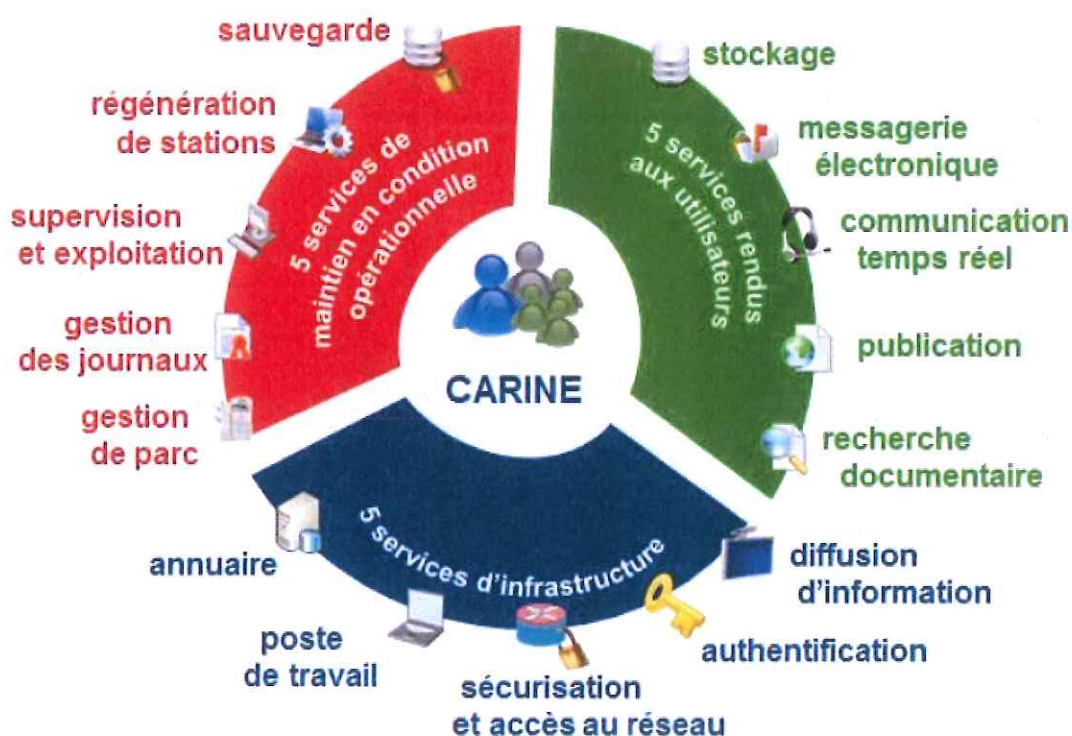 sauvegarde
régénération
de stations
supervision
et exploitation
gestion
des journaux
gestion
de parc
5 services de
maintien en condition
opérationnelle
stockage
messagerie
électronique
communication
temps réel
publication
recherche
documentaire
5 services rendus
aux utilisateurs
CARINE
5 services d'infrastructure
annuaire
poste
de travail
sécurisation
et accès au réseau
authentification
diffusion
d'information